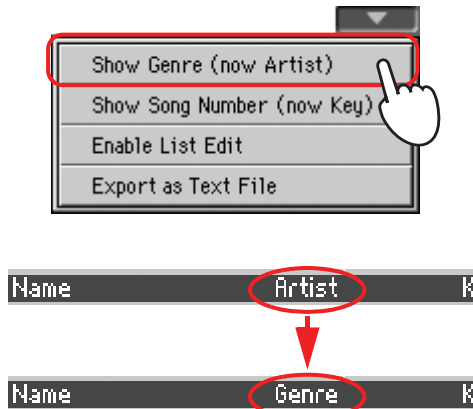 Show Genre (now Artist)
Show Song Number (now Key)
Enable List Edit
Export as Text File
Name Artist K
Name Genre K